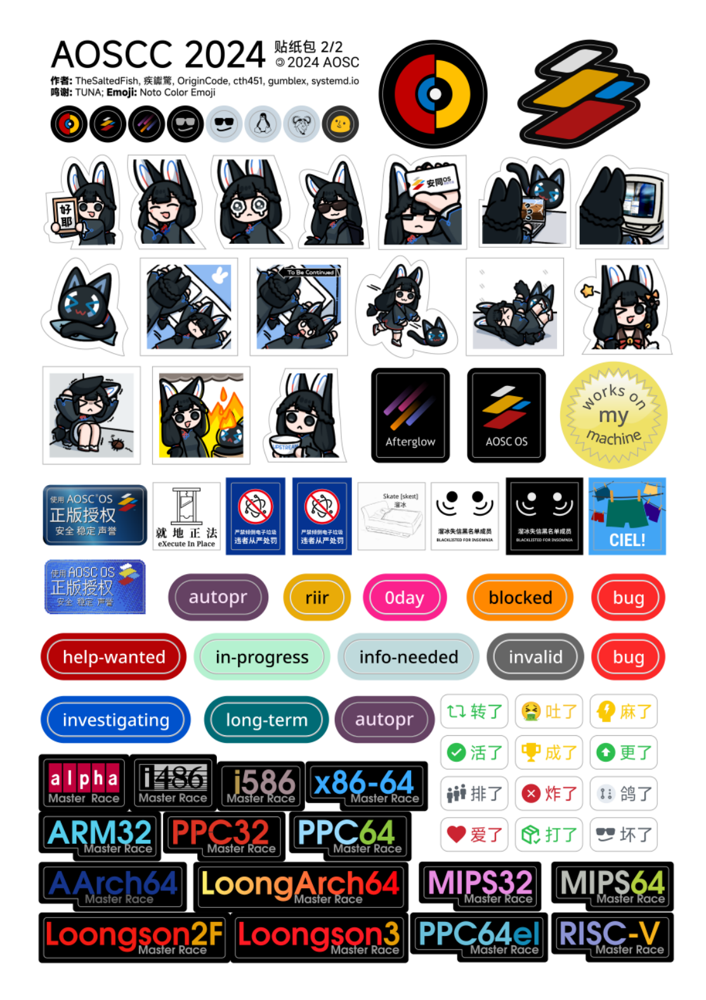 AOSCC 2024
贴纸包 2/2
🄯 2024 AOSC
作者: TheSaltedFish, 疾鑳鶩, OriginCode, cth451, gumblex, systemd.io
鸣谢: TUNA; Emoji: Noto Color Emoji
好
耶
安同OS
To Be Continued
UPSTREAM
Afterglow
AOSC OS
works on
my
machine
使用 AOSC OS
正版授权
安全 稳定 声誉
就地正法
eXecute In Place
严禁倾倒电子垃圾
违者从严处罚
严禁倾倒电子垃圾
违者从严处罚
Skate [skeɪt]
溜冰
溜冰失信黑名单成员
BLACKLISTED FOR INSOMNIA
溜冰失信黑名单成员
BLACKLISTED FOR INSOMNIA
CIEL!
使用 AOSC OS
正版授权
安全 稳定 声誉
autopr
riir
0day
blocked
bug
help-wanted
in-progress
info-needed
invalid
bug
investigating
long-term
autopr
转了
吐了
麻了
活了
成了
更了
排了
炸了
鸽了
爱了
打了
坏了
alpha
Master Race
i486
Master Race
i586
Master Race
x86-64
Master Race
ARM32
Master Race
PPC32
Master Race
PPC64
Master Race
AArch64
Master Race
LoongArch64
Master Race
MIPS32
Master Race
MIPS64
Master Race
Loongson2F
Master Race
Loongson3
Master Race
PPC64el
Master Race
RISC-V
Master Race